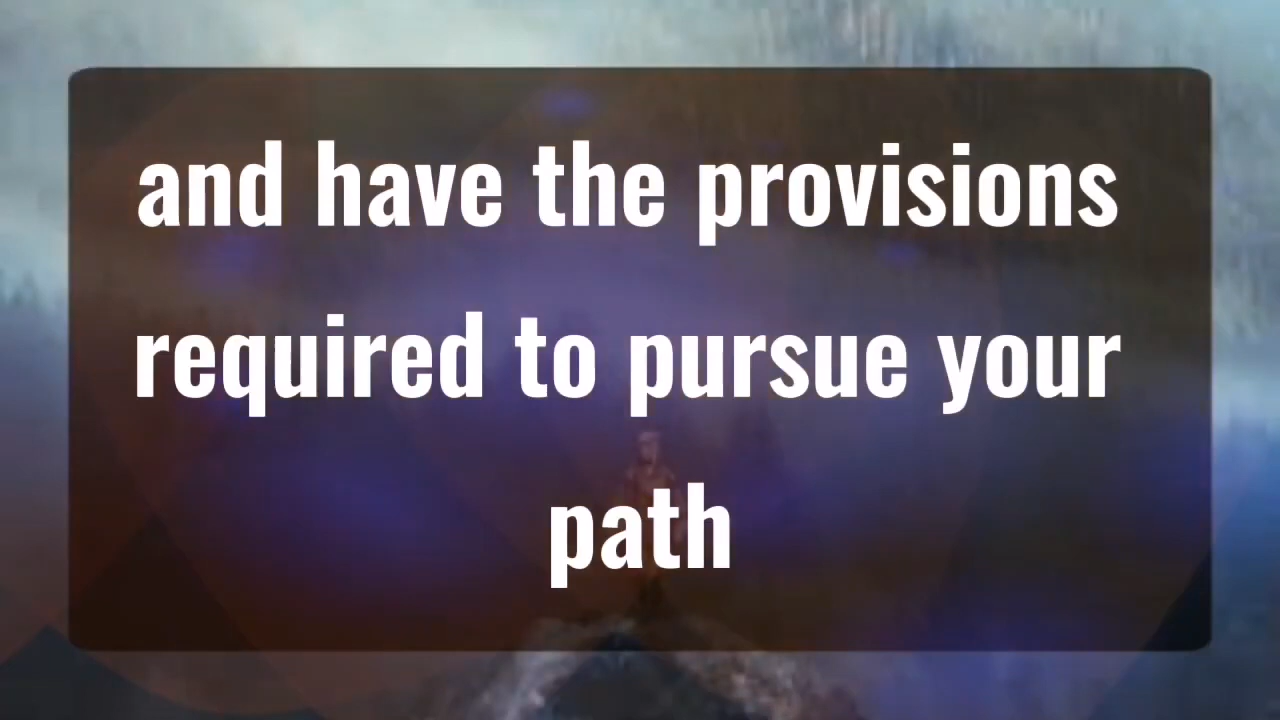 and have the provisions
required to pursue your
path